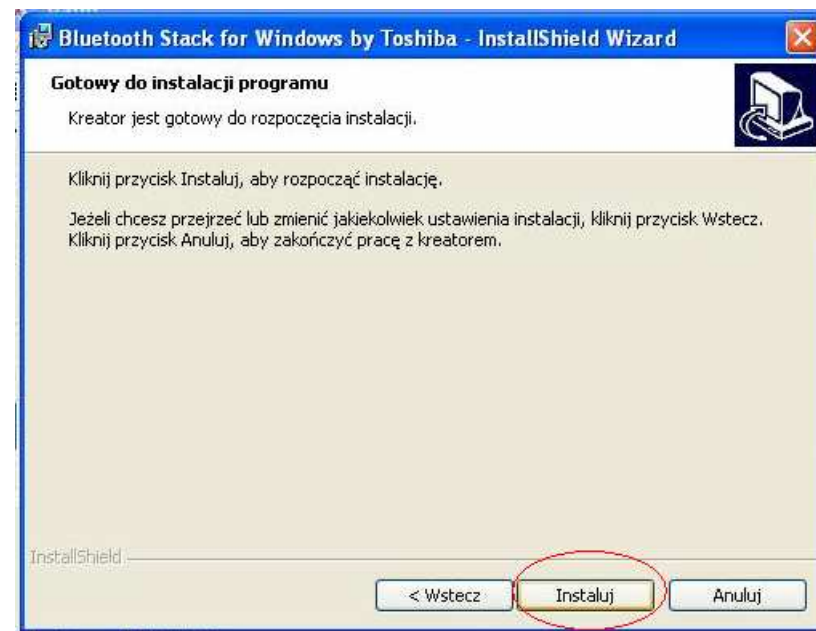 Bluetooth Stack for Windows by Toshiba - InstallShield Wizard
Gotowy do instalacji programu
Kreator jest gotowy do rozpoczęcia instalacji.
Kliknij przycisk Instaluj, aby rozpocząć instalację.
Jeżeli chcesz przejrzeć lub zmienić jakiekolwiek ustawienia instalacji, kliknij przycisk Wstecz.
Kliknij przycisk Anuluj, aby zakończyć pracę z kreatorem.
InstallShield
< Wstecz Instaluj Anuluj